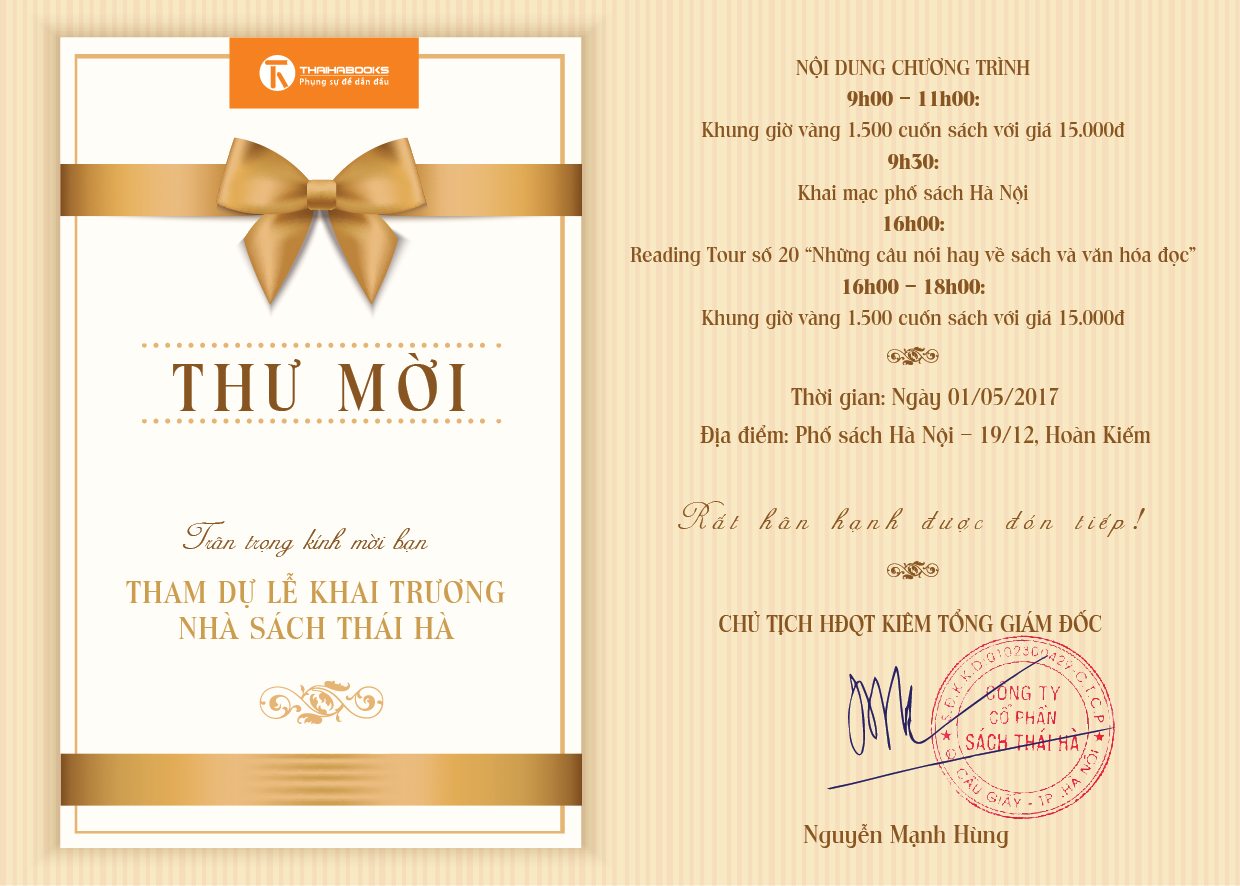 THAIHABOOKS
Phụng sự để dẫn đầu
THƯ MỜI
Trân trọng kính mời bạn
THAM DỰ LỄ KHAI TRƯƠNG
NHÀ SÁCH THÁI HÀ
NỘI DUNG CHƯƠNG TRÌNH
9h00 – 11h00:
Khung giờ vàng 1.500 cuốn sách với giá 15.000đ
9h30:
Khai mạc phố sách Hà Nội
16h00:
Reading Tour số 20 “Những câu nói hay về sách và văn hóa đọc”
16h00 – 18h00:
Khung giờ vàng 1.500 cuốn sách với giá 15.000đ
Thời gian: Ngày 01/05/2017
Địa điểm: Phố sách Hà Nội – 19/12, Hoàn Kiếm
Rất hân hạnh được đón tiếp!
CHỦ TỊCH HĐQT KIÊM TỔNG GIÁM ĐỐC
S.Đ.K.K.D:0102300429-C.T.C.P
CÔNG TY
CỔ PHẦN
SÁCH THÁI HÀ
Q. CẦU GIẤY - TP. HÀ NỘI
Nguyễn Mạnh Hùng